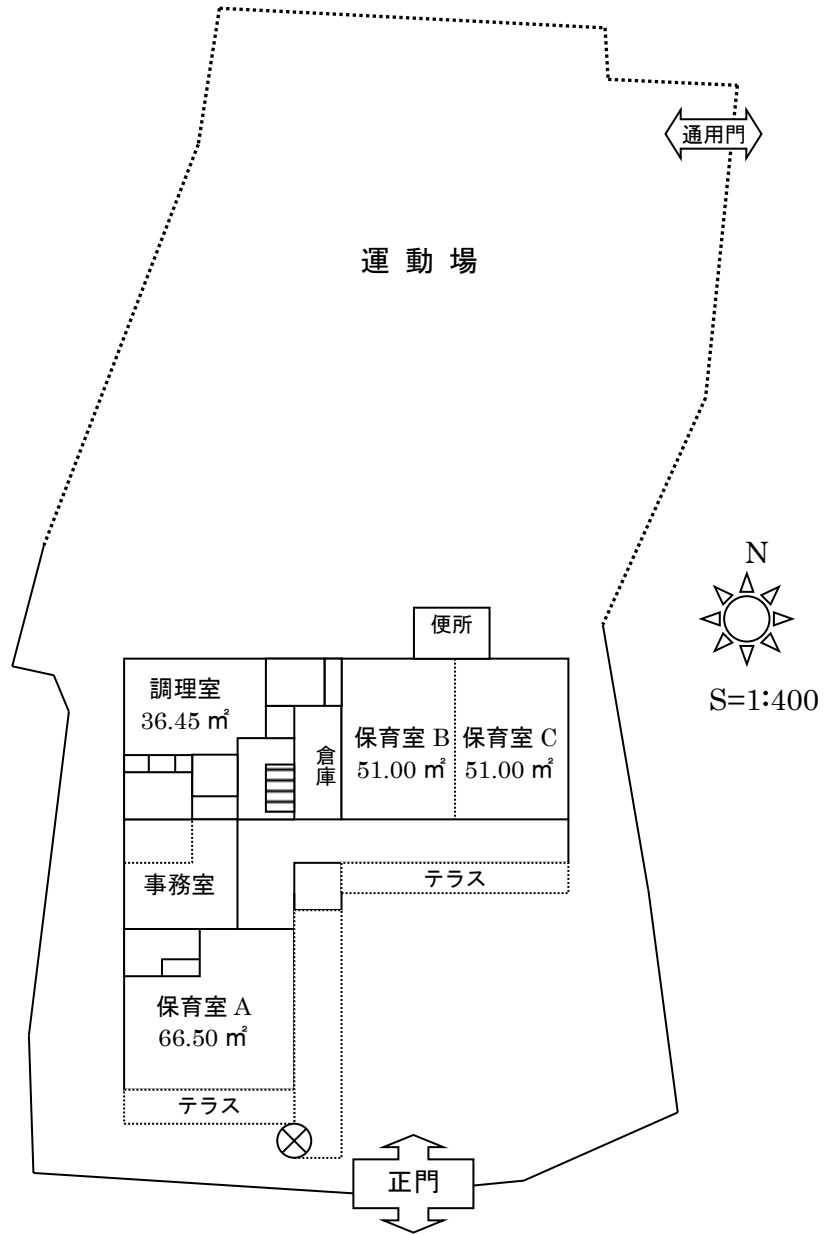 通用門
運動場
N
S=1:400
便所
調理室
36.45 ㎡
倉庫
保育室 B
51.00 ㎡
保育室 C
51.00 ㎡
テラス
事務室
保育室 A
66.50 ㎡
テラス
正門